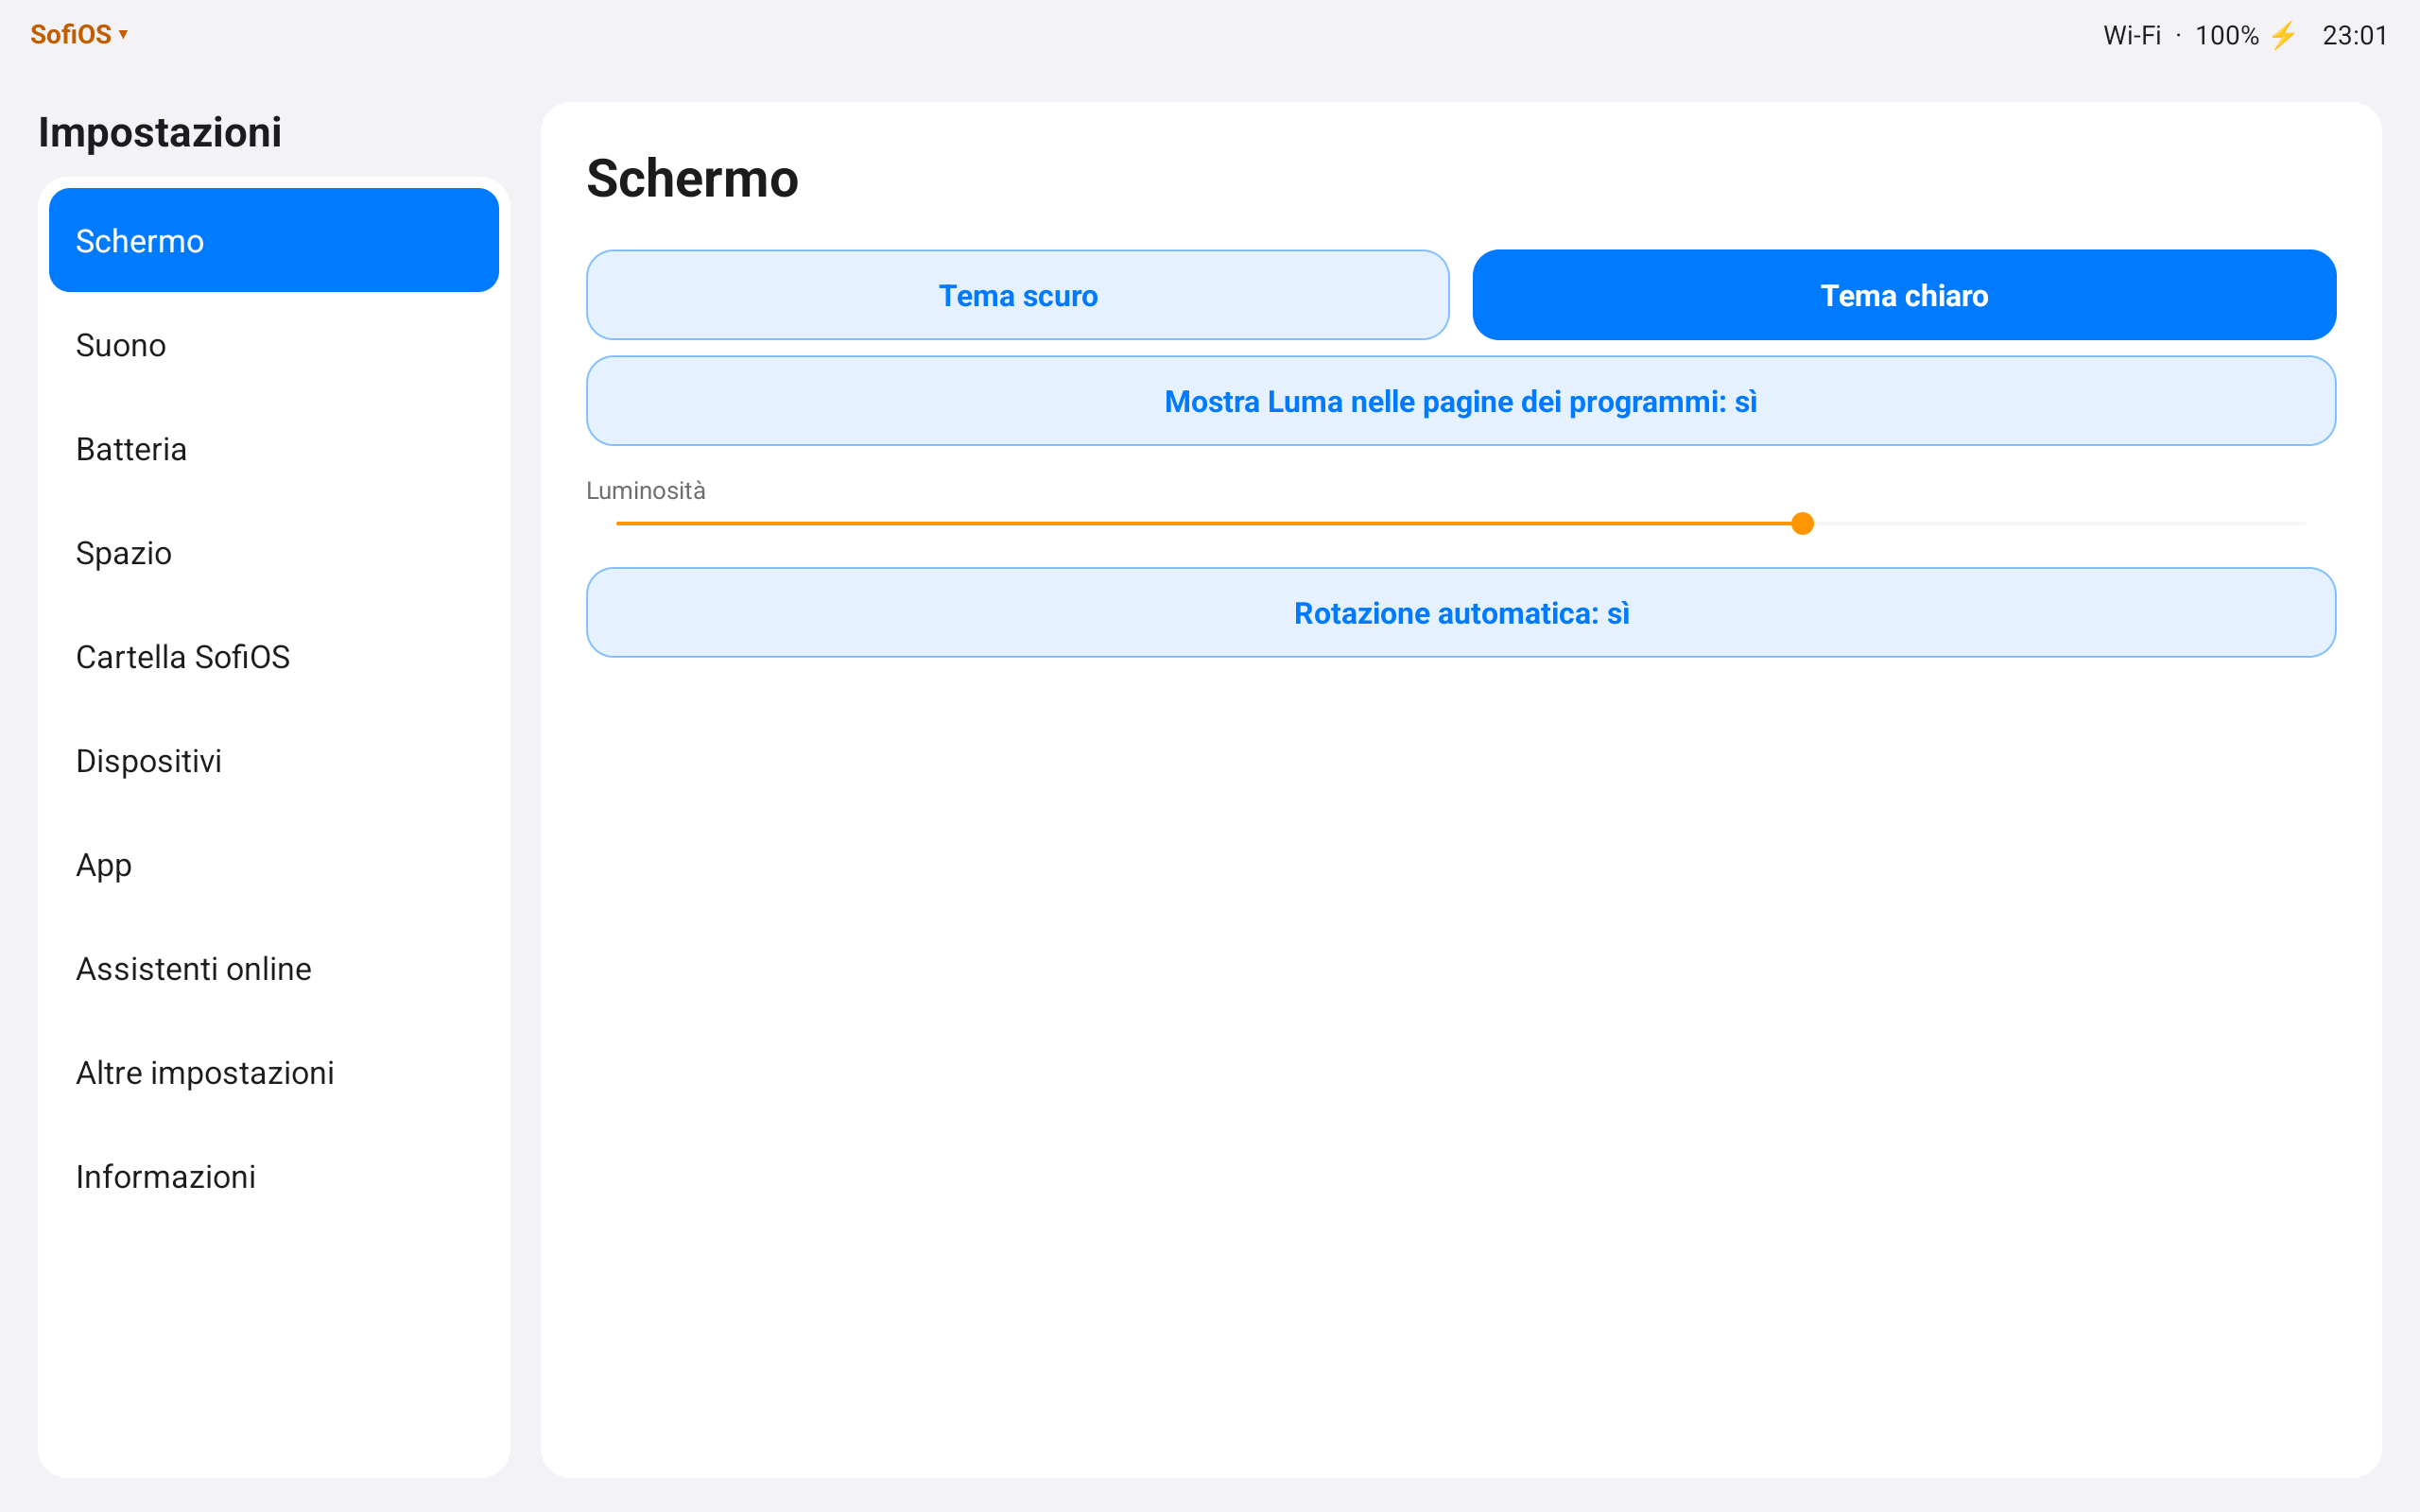 SofiOS ▾
Wi-Fi · 100% ⚡ 23:01
Impostazioni
Schermo
Suono
Batteria
Spazio
Cartella SofiOS
Dispositivi
App
Assistenti online
Altre impostazioni
Informazioni
Schermo
Tema scuro
Tema chiaro
Mostra Luma nelle pagine dei programmi: sì
Luminosità
Rotazione automatica: sì